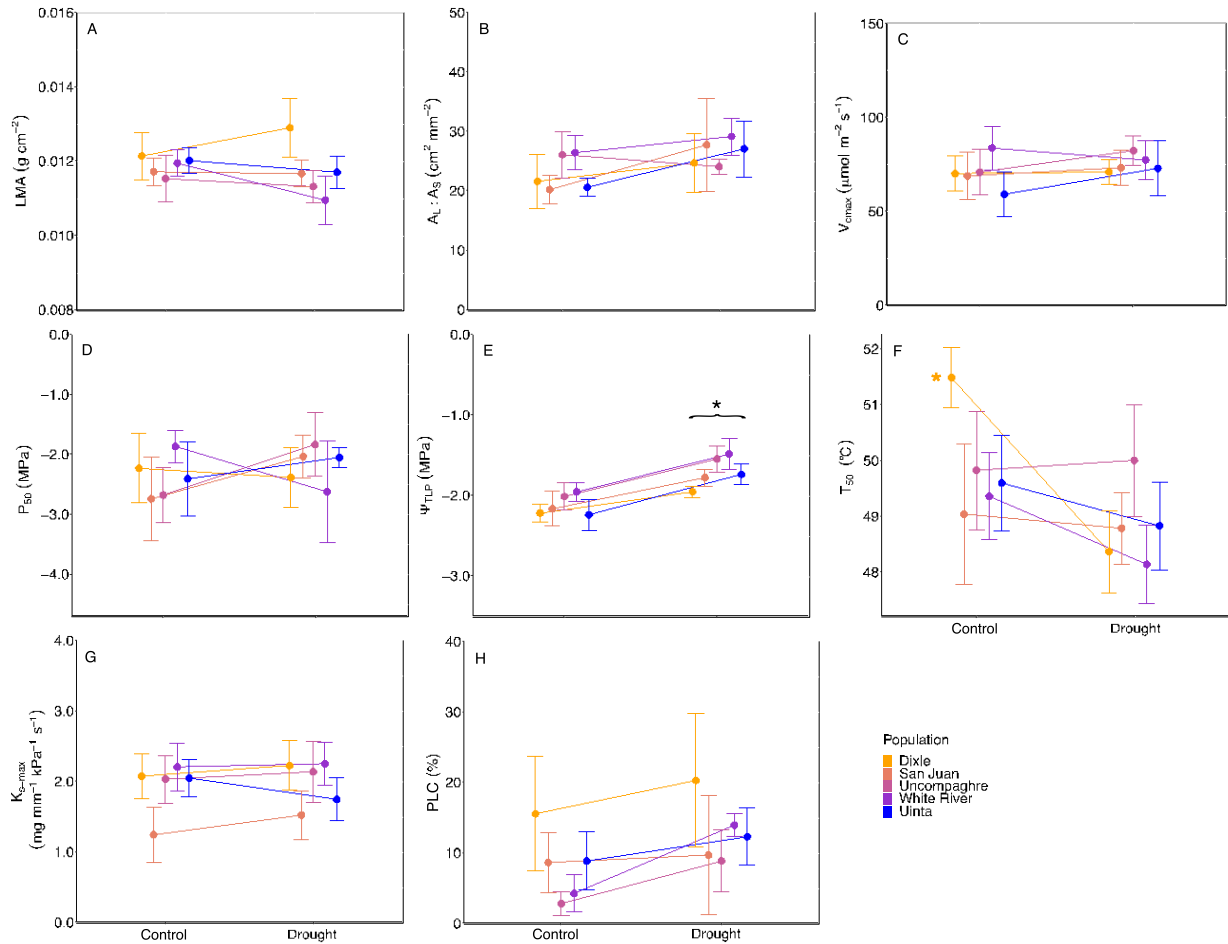 A
LMA (g cm⁻²)
0.016
0.014
0.012
0.010
0.008
B
A_L : A_S (cm² mm⁻²)
50
40
30
20
10
0
C
V_cmax (µmol m⁻² s⁻¹)
150
100
50
0
D
P₅₀ (MPa)
0.0
−1.0
−2.0
−3.0
−4.0
E
Ψ_TLP (MPa)
0.0
−1.0
−2.0
−3.0
*
F
T₅₀ (°C)
52
51
50
49
48
*
Control Drought
G
K_s−max
(mg mm⁻¹ kPa⁻¹ s⁻¹)
4.0
3.0
2.0
1.0
0.0
Control Drought
H
PLC (%)
40
30
20
10
0
Control Drought
Population
Dixie
San Juan
Uncompaghre
White River
Uinta